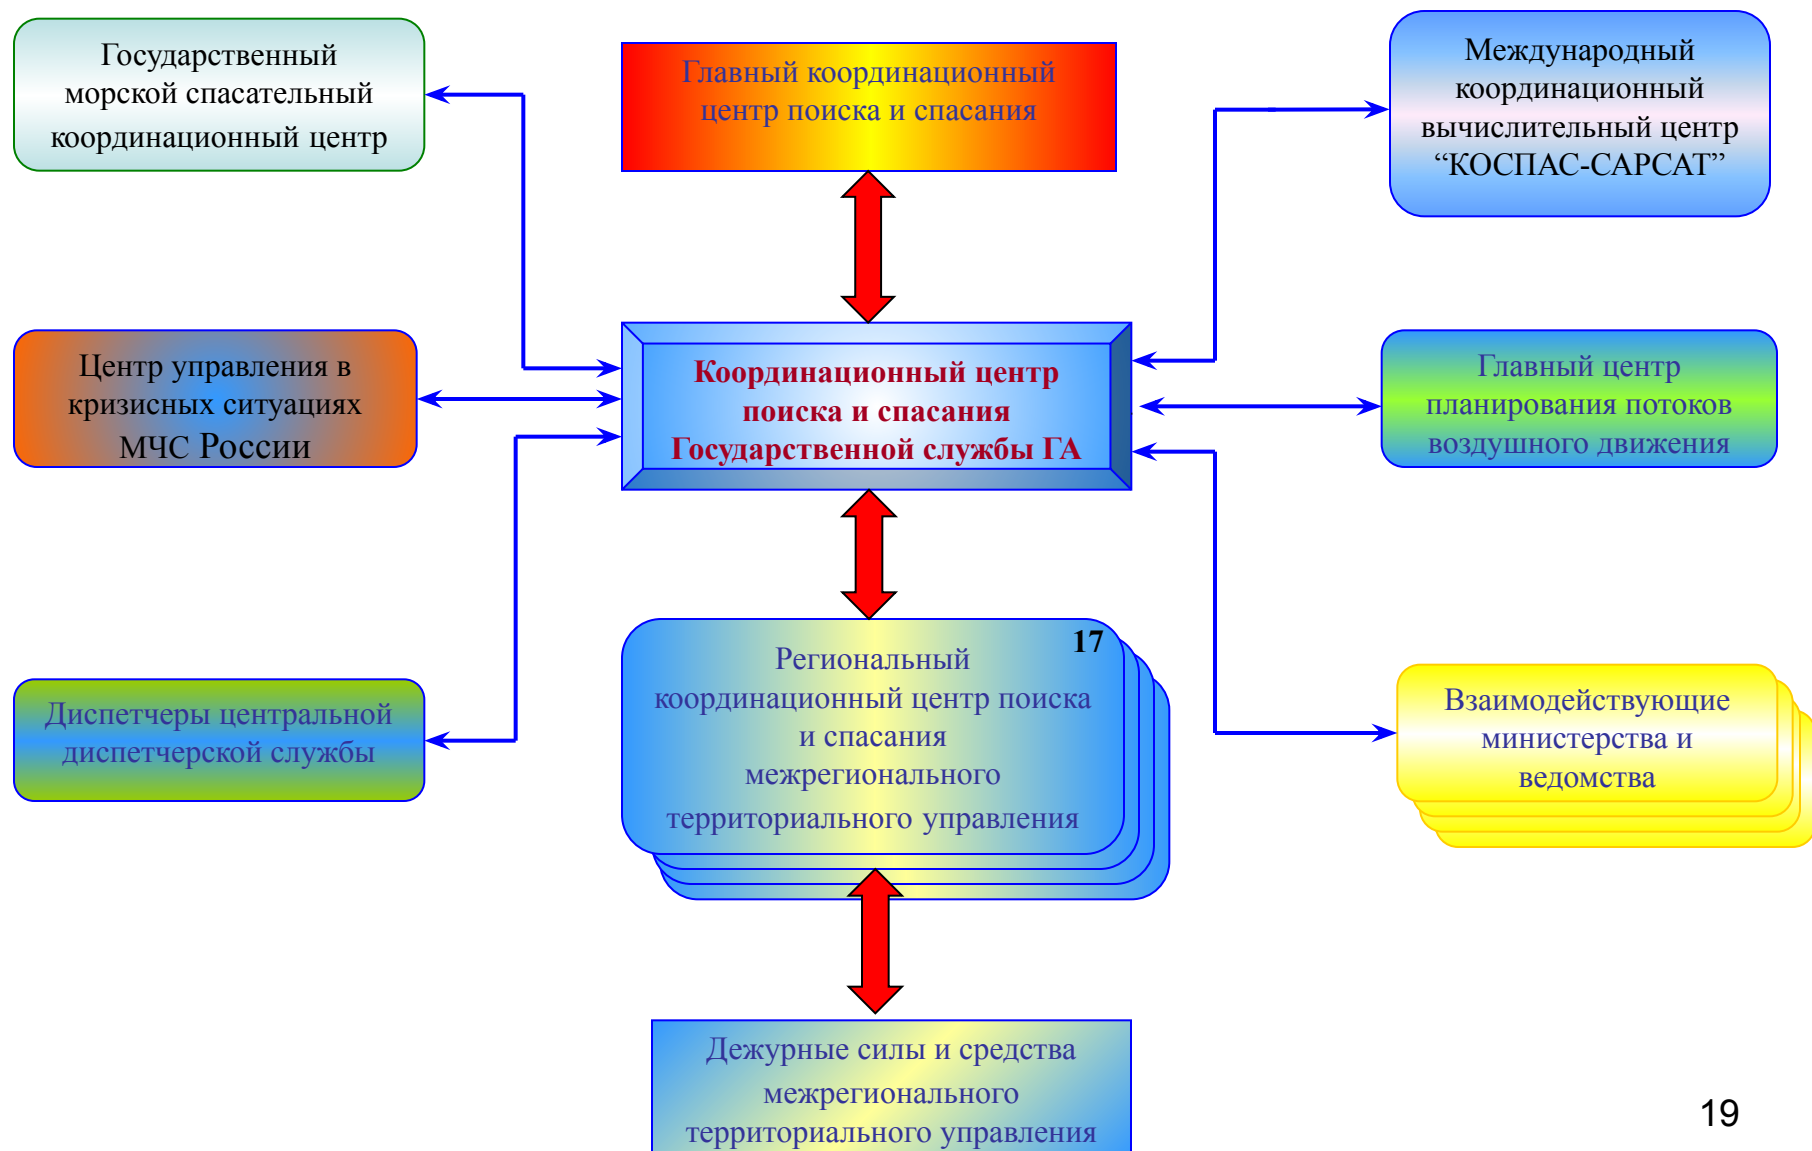 Государственный
морской спасательный
координационный центр
Главный координационный
центр поиска и спасания
Международный
координационный
вычислительный центр
“КОСПАС-САРСАТ”
Центр управления в
кризисных ситуациях
МЧС России
Координационный центр
поиска и спасания
Государственной службы ГА
Главный центр
планирования потоков
воздушного движения
Диспетчеры центральной
диспетчерской службы
17
Региональный
координационный центр поиска
и спасания
межрегионального
территориального управления
Взаимодействующие
министерства и
ведомства
Дежурные силы и средства
межрегионального
территориального управления
19